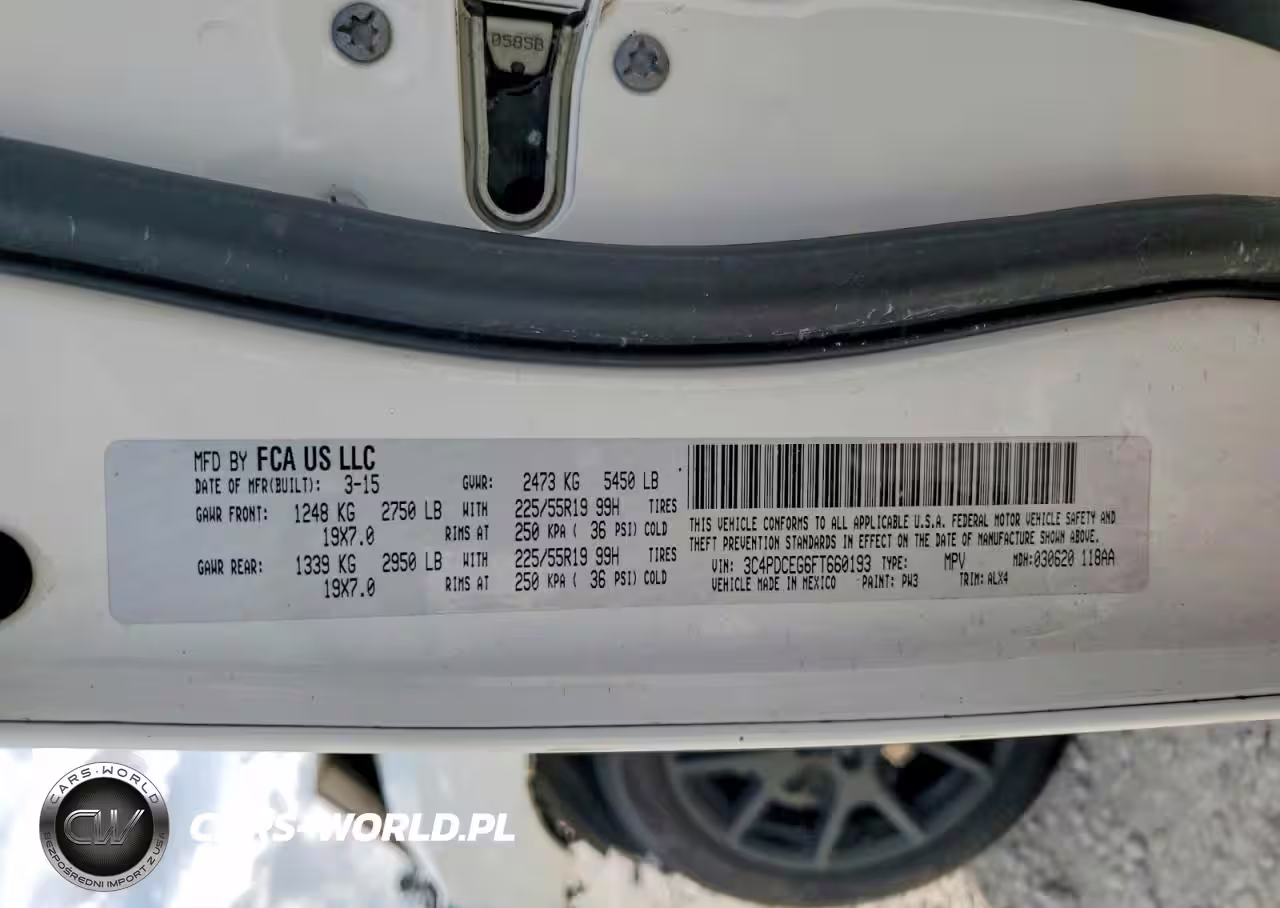 0585B
MFD BY FCA US LLC
DATE OF MFR(BUILT): 3-15 GVWR: 2473 KG 5450 LB
GAWR FRONT: 1248 KG 2750 LB WITH 225/55R19 99H TIRES
19X7.0 RIMS AT 250 KPA ( 36 PSI) COLD
GAWR REAR: 1339 KG 2950 LB WITH 225/55R19 99H TIRES
19X7.0 RIMS AT 250 KPA ( 36 PSI) COLD
THIS VEHICLE CONFORMS TO ALL APPLICABLE U.S.A. FEDERAL MOTOR VEHICLE SAFETY AND
THEFT PREVENTION STANDARDS IN EFFECT ON THE DATE OF MANUFACTURE SHOWN ABOVE.
VIN: 3C4PDCEG6FT660193 TYPE: MPV MDH:030620 118AA
VEHICLE MADE IN MEXICO PAINT: PW3 TRIM: ALX4
CARS-WORLD
CW
BEZPOŚREDNI IMPORT Z USA
CARS-WORLD.PL